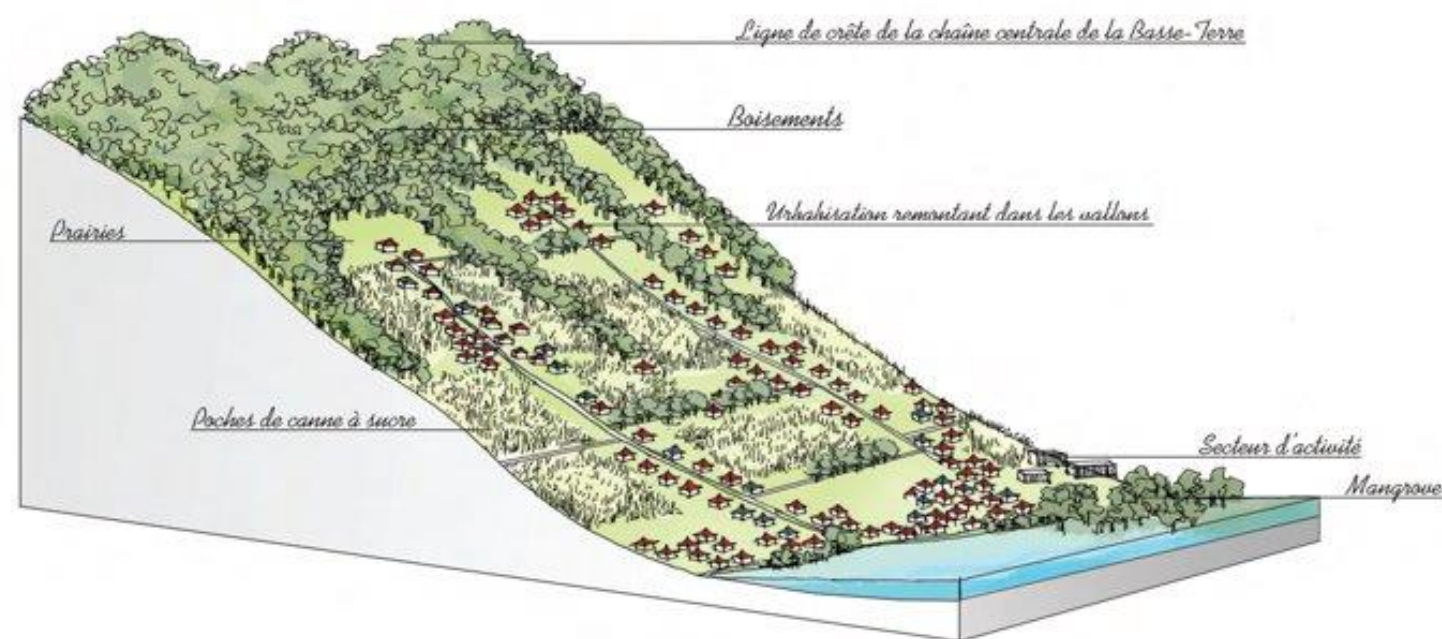 Ligne de crête de la chaîne centrale de la Basse-Terre
Boisements
Urbanisation remontant dans les vallons
Prairies
Poches de canne à sucre
Secteur d'activité
Mangrove